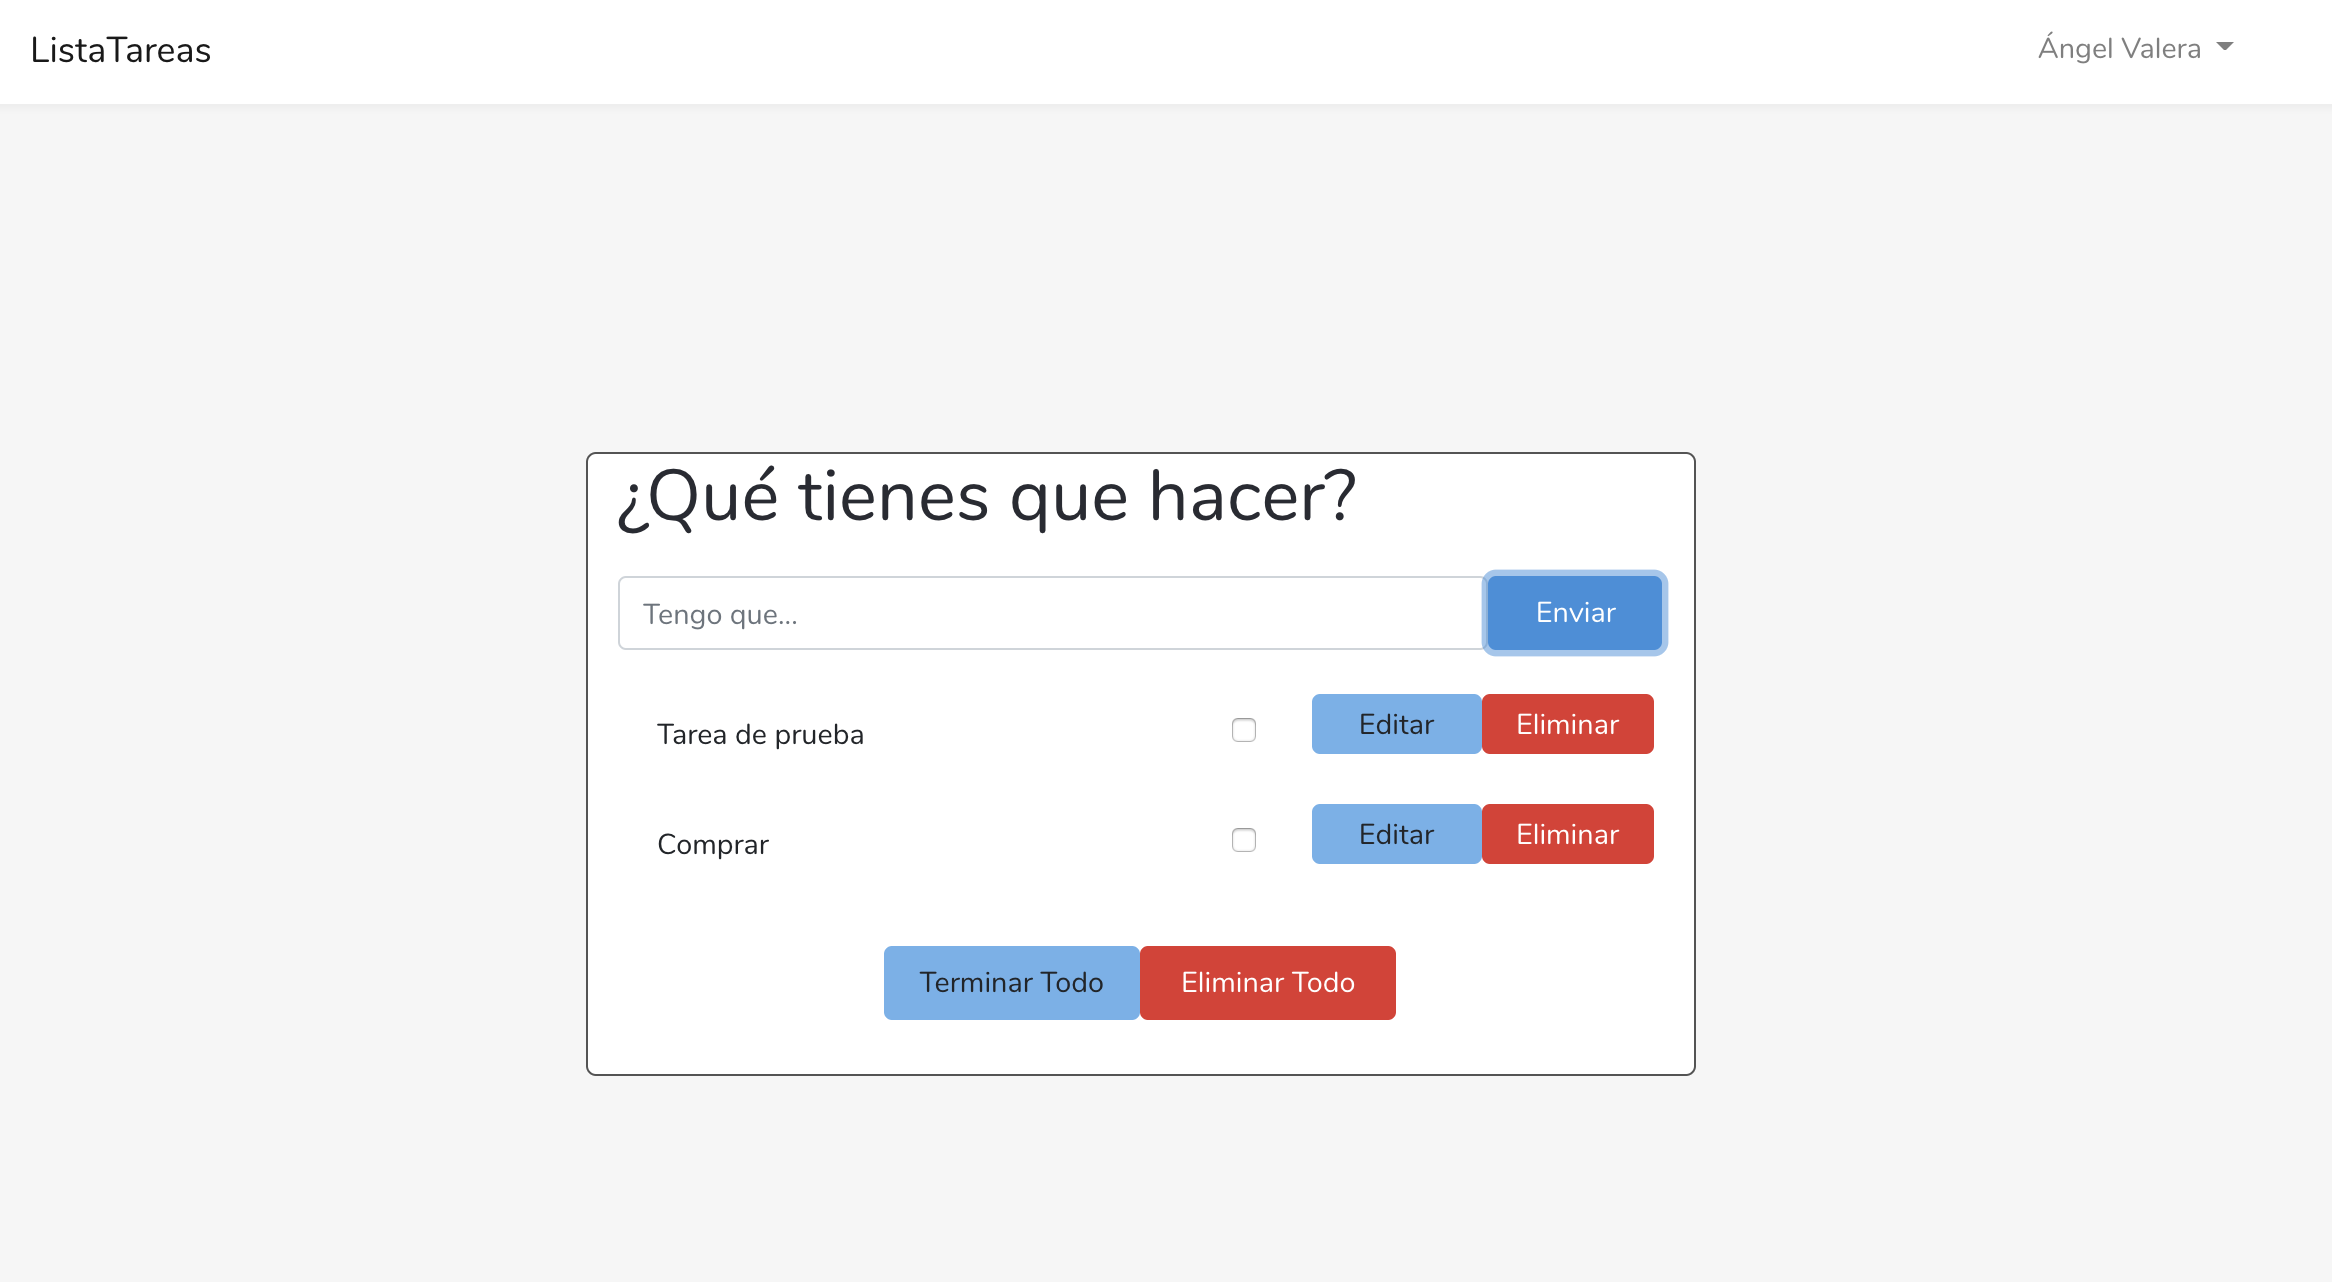 ListaTareas
Ángel Valera
¿Qué tienes que hacer?
Tengo que...
Enviar
Tarea de prueba
Editar
Eliminar
Comprar
Editar
Eliminar
Terminar Todo
Eliminar Todo